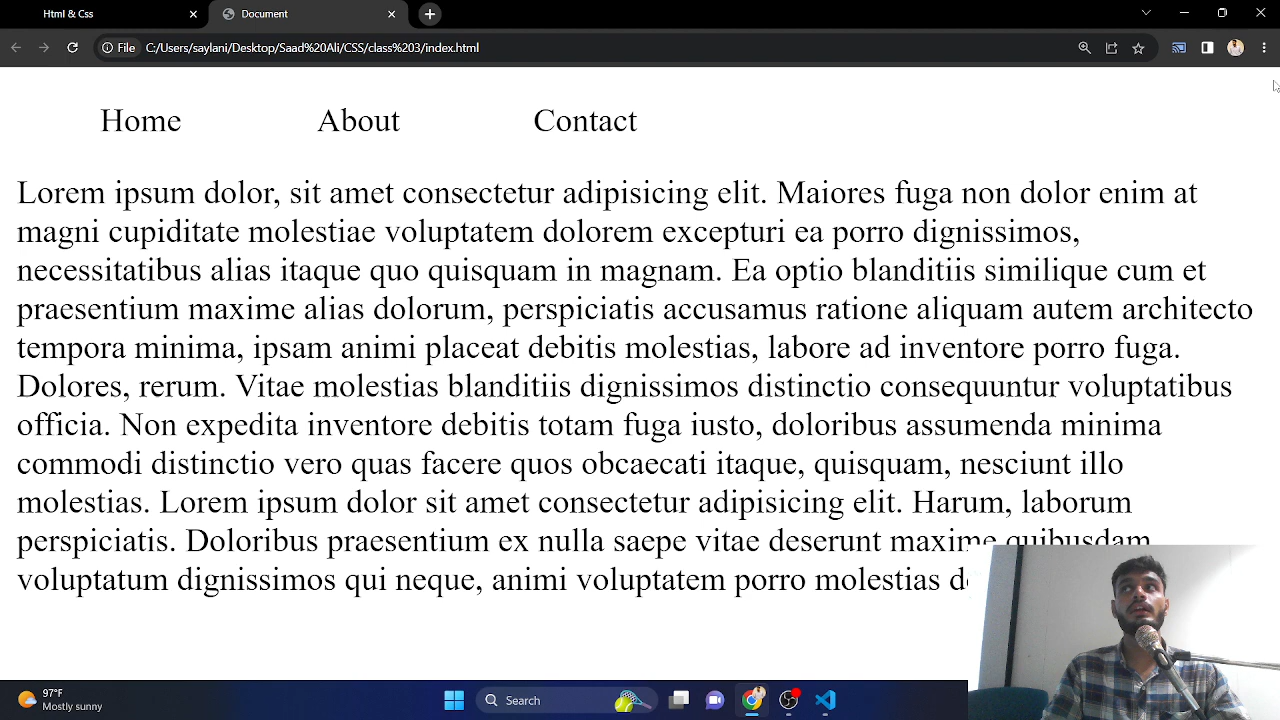 Html & Css
Document
File
C:/Users/saylani/Desktop/Saad%20Ali/CSS/class%203/index.html
Home
About
Contact
Lorem ipsum dolor, sit amet consectetur adipisicing elit. Maiores fuga non dolor enim at
magni cupiditate molestiae voluptatem dolorem excepturi ea porro dignissimos,
necessitatibus alias itaque quo quisquam in magnam. Ea optio blanditiis similique cum et
praesentium maxime alias dolorum, perspiciatis accusamus ratione aliquam autem architecto
tempora minima, ipsam animi placeat debitis molestias, labore ad inventore porro fuga.
Dolores, rerum. Vitae molestias blanditiis dignissimos distinctio consequuntur voluptatibus
officia. Non expedita inventore debitis totam fuga iusto, doloribus assumenda minima
commodi distinctio vero quas facere quos obcaecati itaque, quisquam, nesciunt illo
molestias. Lorem ipsum dolor sit amet consectetur adipisicing elit. Harum, laborum
perspiciatis. Doloribus praesentium ex nulla saepe vitae deserunt maxime quibusdam
voluptatum dignissimos qui neque, animi voluptatem porro molestias
97°F
Mostly sunny
Search